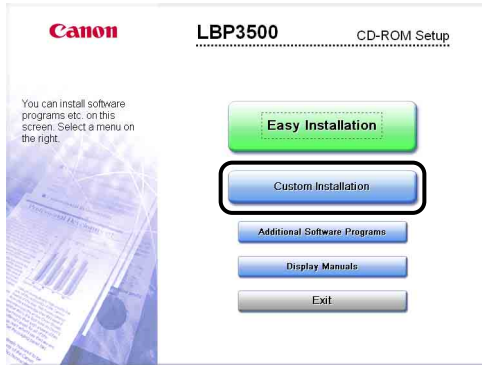 Canon
LBP3500
CD-ROM Setup
You can install software
programs etc. on this
screen. Select a menu on
the right.
Easy Installation
Custom Installation
Additional Software Programs
Display Manuals
Exit